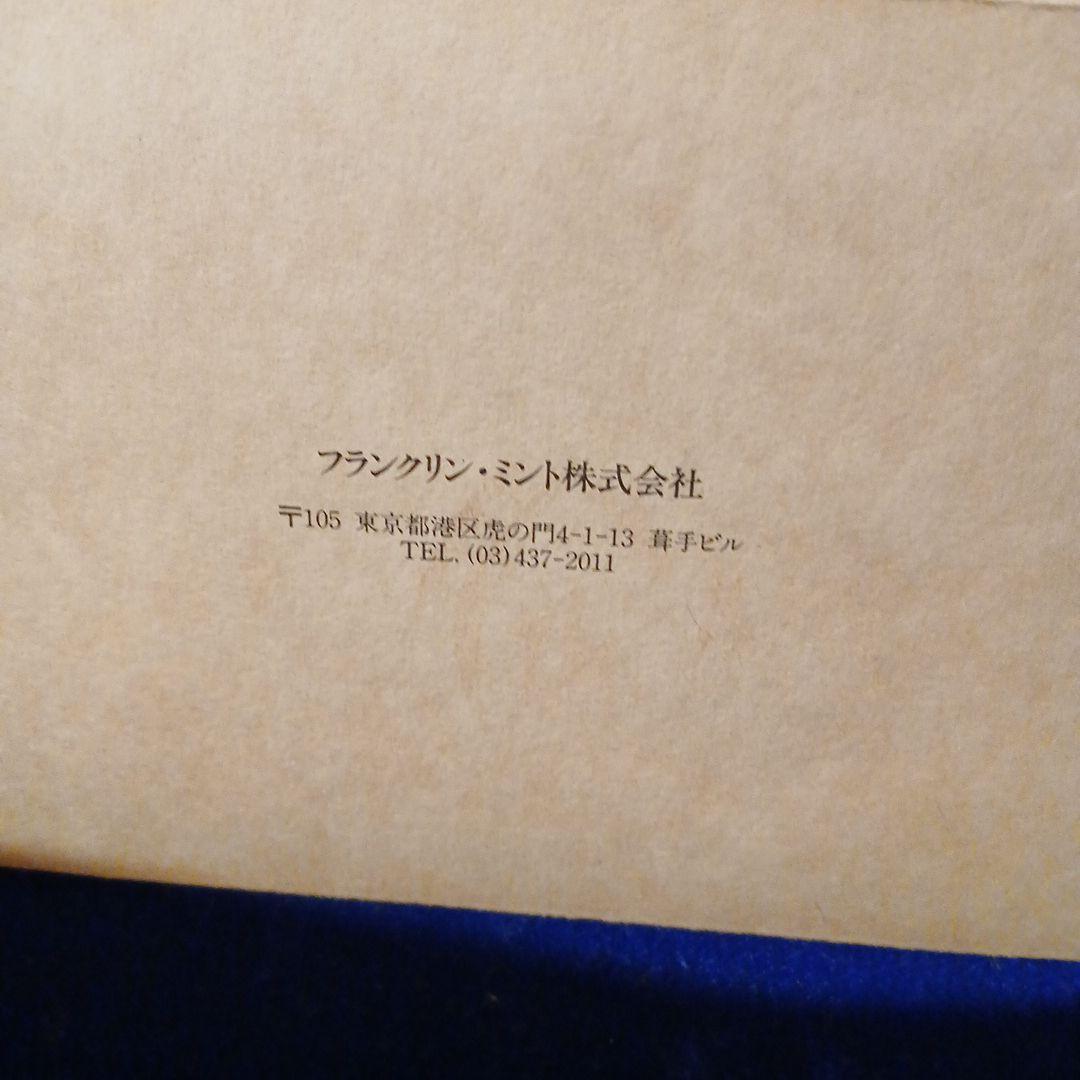 フランクリン・ミント株式会社
〒105 東京都港区虎の門4-1-13 葺手ビル
TEL. (03)437-2011